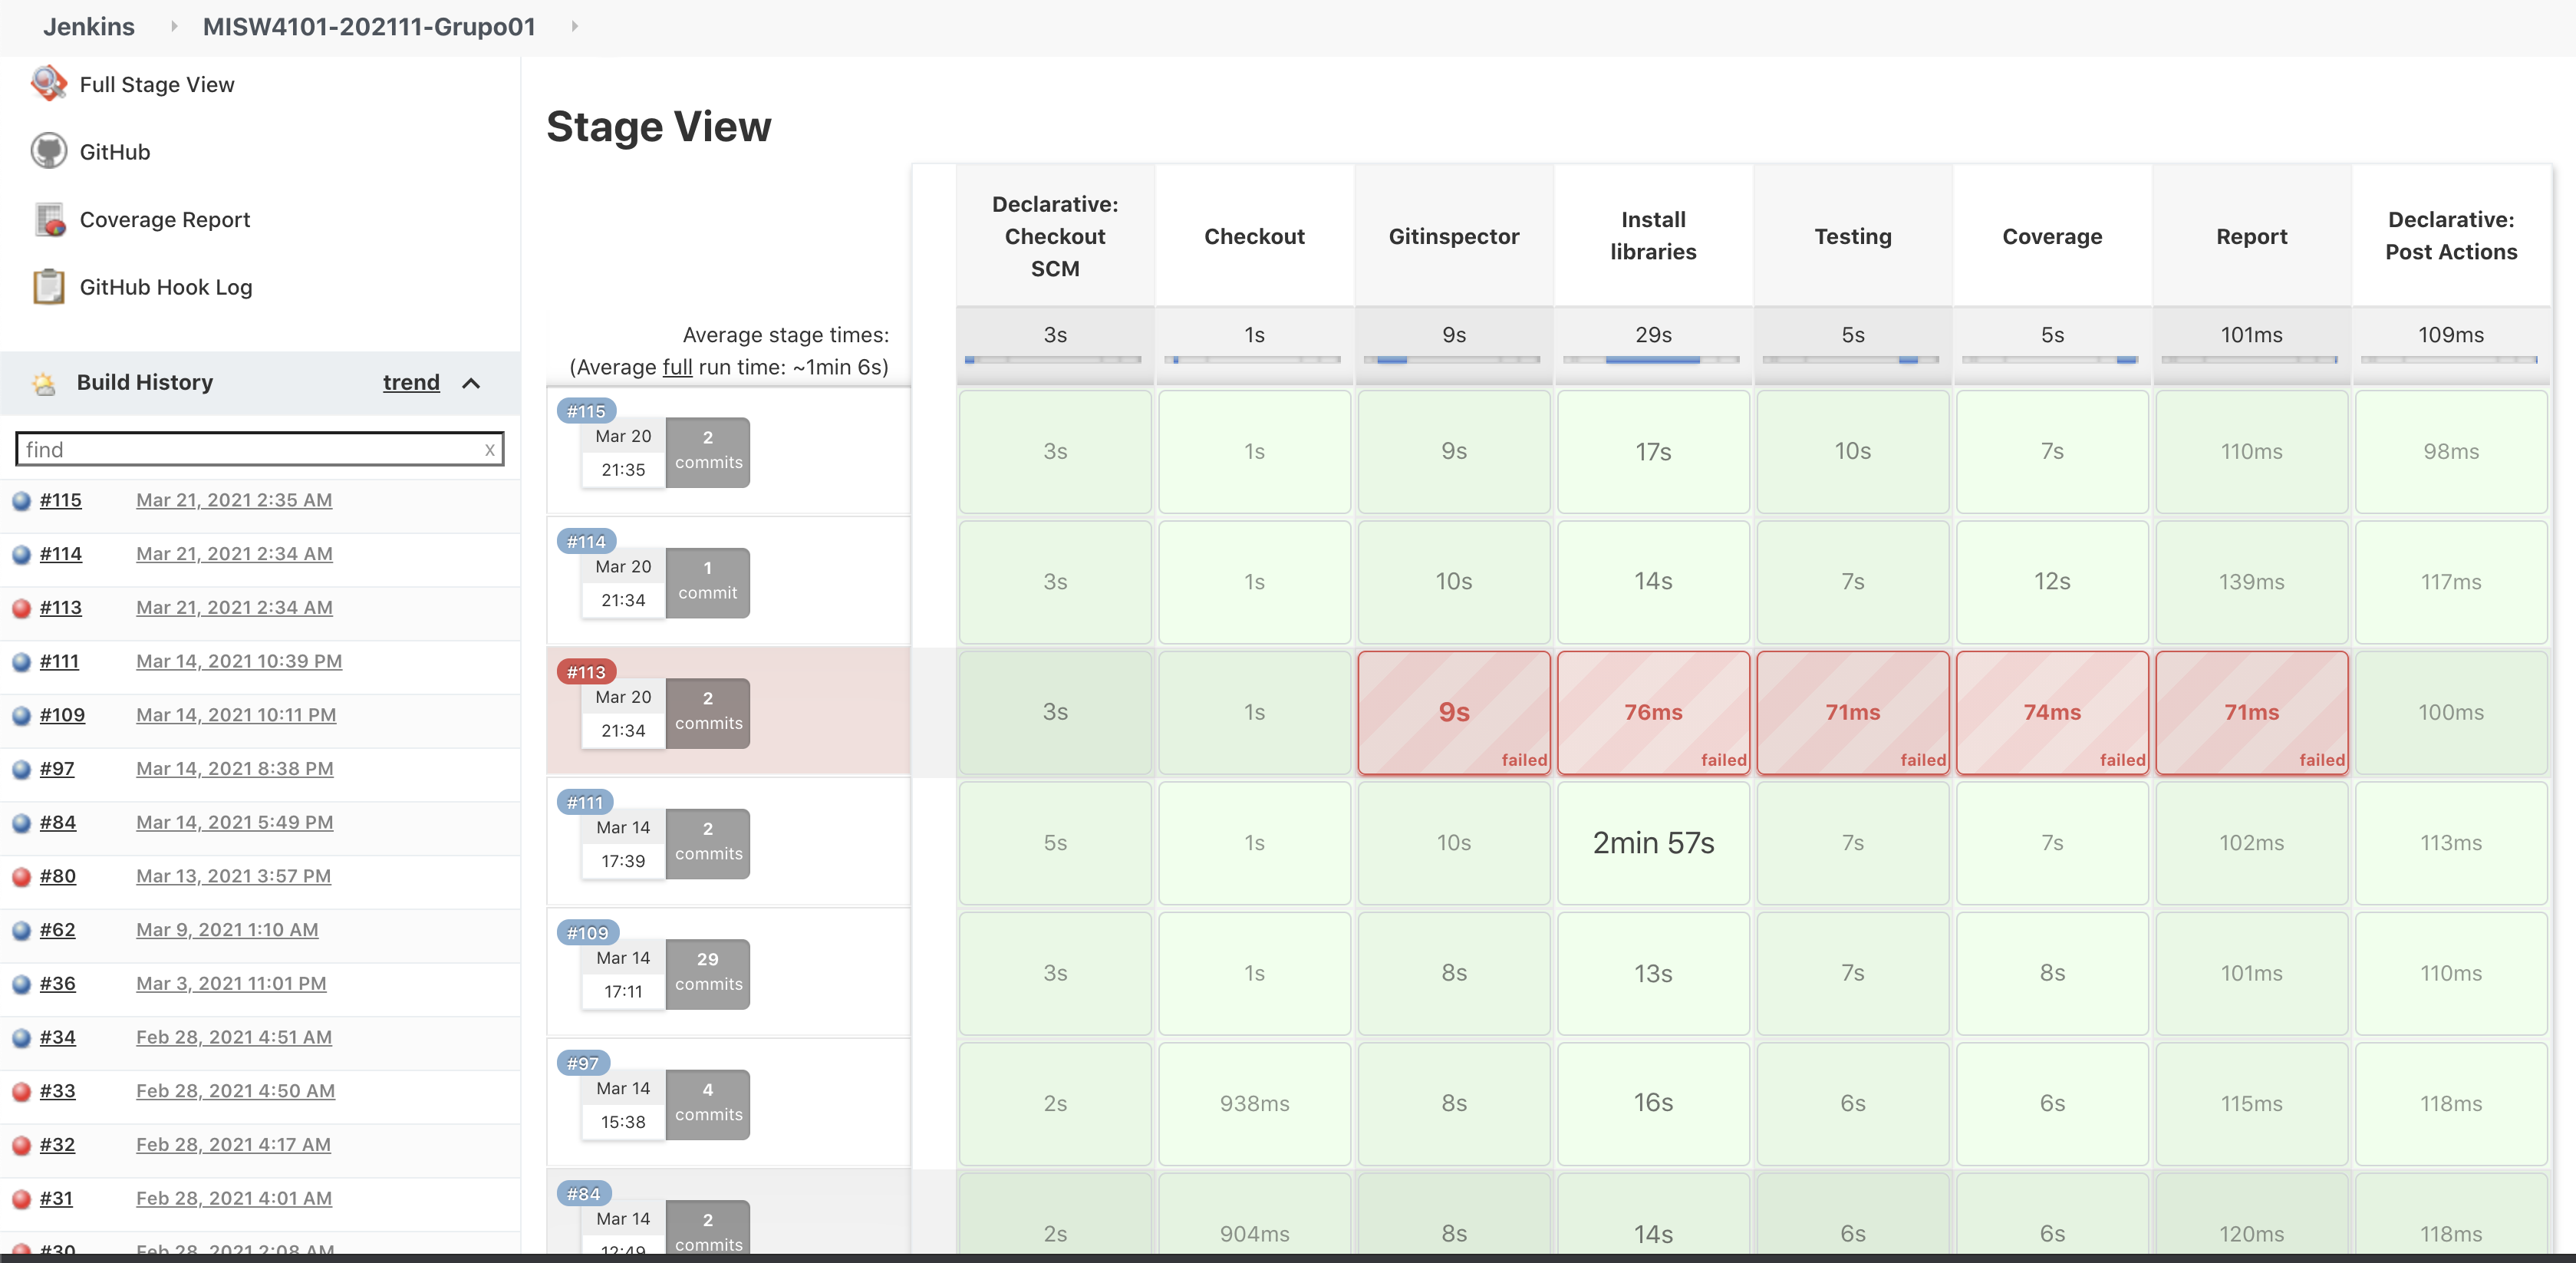 Jenkins
MISW4101-202111-Grupo01
Full Stage View
GitHub
Coverage Report
GitHub Hook Log
Build History
trend
find
x
#115 Mar 21, 2021 2:35 AM
#114 Mar 21, 2021 2:34 AM
#113 Mar 21, 2021 2:34 AM
#111 Mar 14, 2021 10:39 PM
#109 Mar 14, 2021 10:11 PM
#97 Mar 14, 2021 8:38 PM
#84 Mar 14, 2021 5:49 PM
#80 Mar 13, 2021 3:57 PM
#62 Mar 9, 2021 1:10 AM
#36 Mar 3, 2021 11:01 PM
#34 Feb 28, 2021 4:51 AM
#33 Feb 28, 2021 4:50 AM
#32 Feb 28, 2021 4:17 AM
#31 Feb 28, 2021 4:01 AM
#30 Feb 28, 2021 2:08 AM
Stage View
Declarative:
Checkout
SCM
Checkout
Gitinspector
Install
libraries
Testing
Coverage
Report
Declarative:
Post Actions
Average stage times:
(Average full run time: ~1min 6s)
3s 1s 9s 29s 5s 5s 101ms 109ms
#115
Mar 20
21:35
2
commits
3s 1s 9s 17s 10s 7s 110ms 98ms
#114
Mar 20
21:34
1
commit
3s 1s 10s 14s 7s 12s 139ms 117ms
#113
Mar 20
21:34
2
commits
3s 1s 9s 76ms 71ms 74ms 71ms 100ms
failed failed failed failed failed
#111
Mar 14
17:39
2
commits
5s 1s 10s 2min 57s 7s 7s 102ms 113ms
#109
Mar 14
17:11
29
commits
3s 1s 8s 13s 7s 8s 101ms 110ms
#97
Mar 14
15:38
4
commits
2s 938ms 8s 16s 6s 6s 115ms 118ms
#84
Mar 14
12:49
2
commits
2s 904ms 8s 14s 6s 6s 120ms 118ms